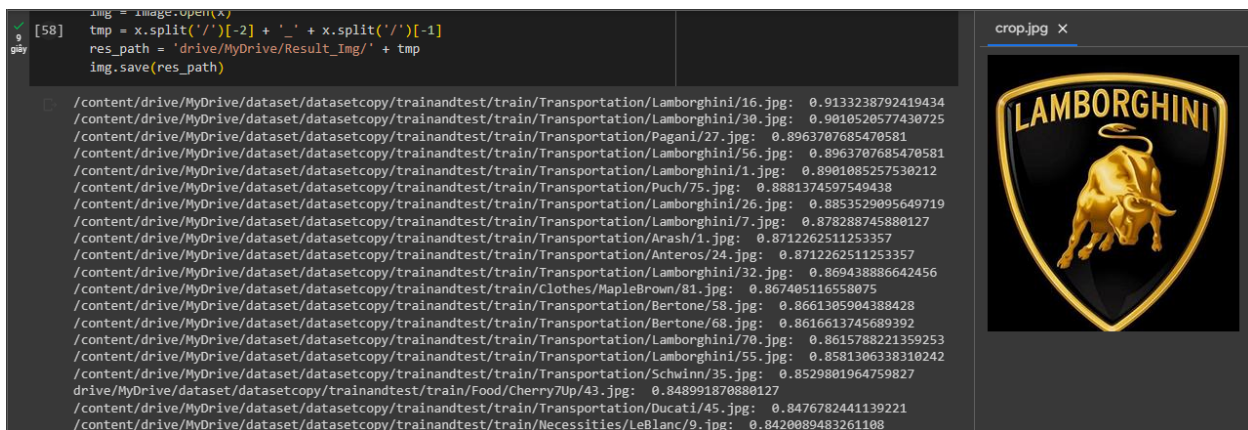 img = Image.open(x)
[58]
tmp = x.split('/')[-2] + '_' + x.split('/')[-1]
9
giây
res_path = 'drive/MyDrive/Result_Img/' + tmp
img.save(res_path)
/content/drive/MyDrive/dataset/datasetcopy/trainandtest/train/Transportation/Lamborghini/16.jpg: 0.9133238792419434
/content/drive/MyDrive/dataset/datasetcopy/trainandtest/train/Transportation/Lamborghini/30.jpg: 0.9010520577430725
/content/drive/MyDrive/dataset/datasetcopy/trainandtest/train/Transportation/Pagani/27.jpg: 0.8963707685470581
/content/drive/MyDrive/dataset/datasetcopy/trainandtest/train/Transportation/Lamborghini/56.jpg: 0.8963707685470581
/content/drive/MyDrive/dataset/datasetcopy/trainandtest/train/Transportation/Lamborghini/1.jpg: 0.8901085257530212
/content/drive/MyDrive/dataset/datasetcopy/trainandtest/train/Transportation/Puch/75.jpg: 0.8881374597549438
/content/drive/MyDrive/dataset/datasetcopy/trainandtest/train/Transportation/Lamborghini/26.jpg: 0.8853529095649719
/content/drive/MyDrive/dataset/datasetcopy/trainandtest/train/Transportation/Lamborghini/7.jpg: 0.878288745880127
/content/drive/MyDrive/dataset/datasetcopy/trainandtest/train/Transportation/Arash/1.jpg: 0.8712262511253357
/content/drive/MyDrive/dataset/datasetcopy/trainandtest/train/Transportation/Anteros/24.jpg: 0.8712262511253357
/content/drive/MyDrive/dataset/datasetcopy/trainandtest/train/Transportation/Lamborghini/32.jpg: 0.869438886642456
/content/drive/MyDrive/dataset/datasetcopy/trainandtest/train/Clothes/MapleBrown/81.jpg: 0.867405116558075
/content/drive/MyDrive/dataset/datasetcopy/trainandtest/train/Transportation/Bertone/58.jpg: 0.8661305904388428
/content/drive/MyDrive/dataset/datasetcopy/trainandtest/train/Transportation/Bertone/68.jpg: 0.8616613745689392
/content/drive/MyDrive/dataset/datasetcopy/trainandtest/train/Transportation/Lamborghini/70.jpg: 0.8615788221359253
/content/drive/MyDrive/dataset/datasetcopy/trainandtest/train/Transportation/Lamborghini/55.jpg: 0.8581306338310242
/content/drive/MyDrive/dataset/datasetcopy/trainandtest/train/Transportation/Schwinn/35.jpg: 0.8529801964759827
drive/MyDrive/dataset/datasetcopy/trainandtest/train/Food/Cherry7Up/43.jpg: 0.848991870880127
/content/drive/MyDrive/dataset/datasetcopy/trainandtest/train/Transportation/Ducati/45.jpg: 0.8476782441139221
/content/drive/MyDrive/dataset/datasetcopy/trainandtest/train/Necessities/LeBlanc/9.jpg: 0.8420089483261108
crop.jpg
LAMBORGHINI